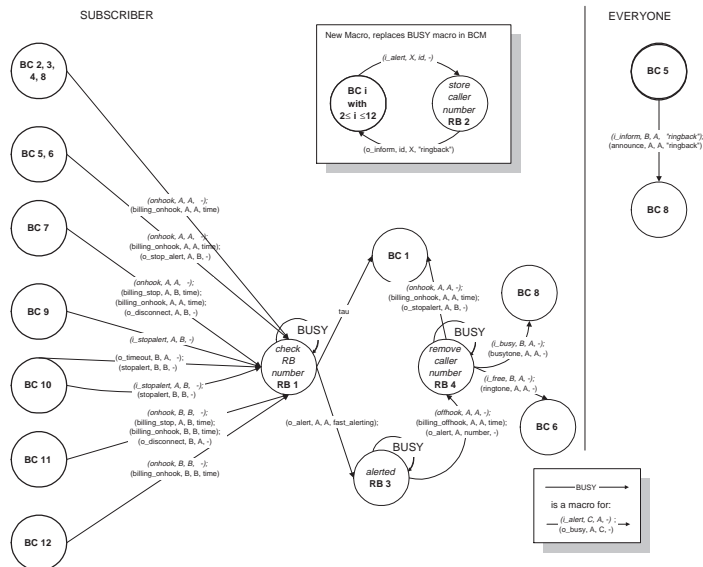 SUBSCRIBER
EVERYONE
BC 2, 3,
4, 8
BC 5, 6
BC 7
BC 9
BC 10
BC 11
BC 12
New Macro, replaces BUSY macro in BCM
(i_alert, X, id, -)
BC i
with
2≤ i ≤12
store
caller
number
RB 2
(o_inform, id, X, "ringback")
BC 5
(i_inform, B, A, "ringback");
(announce, A, A, "ringback")
BC 8
(onhook, A, A, -);
(billing_onhook, A, A, time)
(onhook, A, A, -);
(billing_onhook, A, A, time);
(o_stop_alert, A, B, -)
(onhook, A, A, -);
(billing_stop, A, B, time);
(billing_onhook, A, A, time);
(o_disconnect, A, B, -)
(i_stopalert, A, B, -)
(o_timeout, B, A, -);
(stopalert, B, B, -)
(i_stopalert, A, B, -);
(stopalert, B, B, -)
(onhook, B, B, -);
(billing_stop, A, B, time);
(billing_onhook, B, B, time);
(o_disconnect, B, A, -)
(onhook, B, B, -);
(billing_onhook, B, B, time)
BUSY
check
RB
number
RB 1
tau
BC 1
(onhook, A, A, -);
(billing_onhook, A, A, time);
(o_stopalert, A, B, -)
BUSY
remove
caller
number
RB 4
BC 8
(i_busy, B, A, -);
(busytone, A, A, -)
(i_free, B, A, -);
(ringtone, A, A, -)
BC 6
(o_alert, A, A, fast_alerting)
(offhook, A, A, -);
(billing_offhook, A, A, time);
(o_alert, A, number, -)
BUSY
alerted
RB 3
BUSY
is a macro for:
(i_alert, C, A, -) ;
(o_busy, A, C, -)